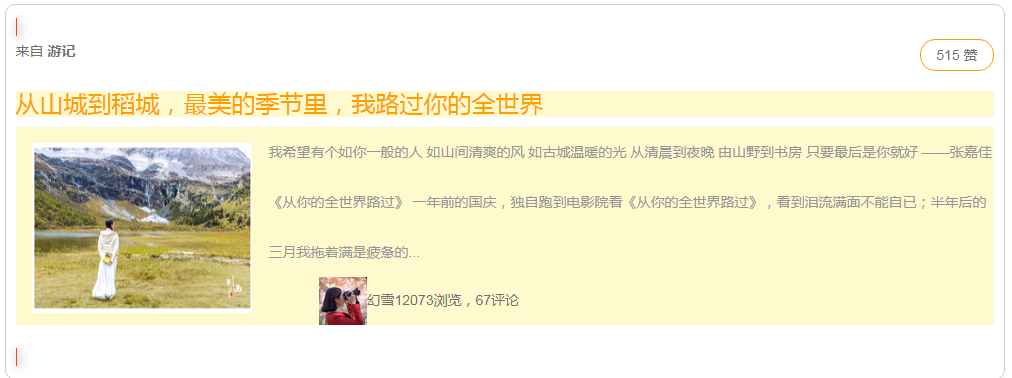 来自 游记
515 赞
从山城到稻城，最美的季节里，我路过你的全世界
我希望有个如你一般的人 如山间清爽的风 如古城温暖的光 从清晨到夜晚 由山野到书房 只要最后是你就好 ——张嘉佳
《从你的全世界路过》 一年前的国庆，独自跑到电影院看《从你的全世界路过》，看到泪流满面不能自已；半年后的
三月我拖着满是疲惫的...
幻雪12073浏览，67评论